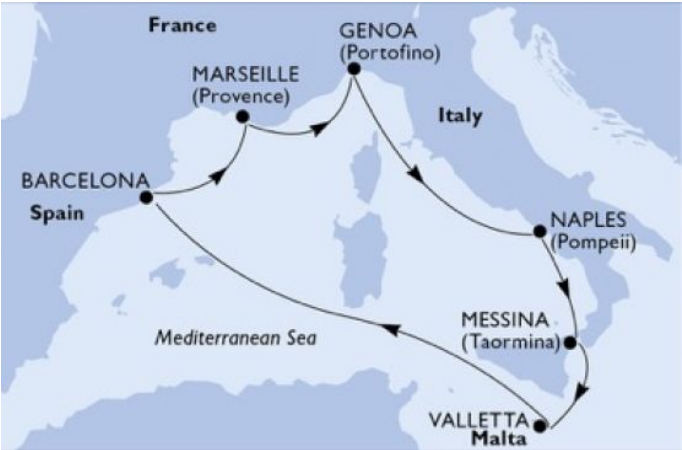 France
GENOA
(Portofino)
MARSEILLE
(Provence)
Italy
BARCELONA
Spain
NAPLES
(Pompeii)
MESSINA
(Taormina)
Mediterranean Sea
VALLETTA
Malta